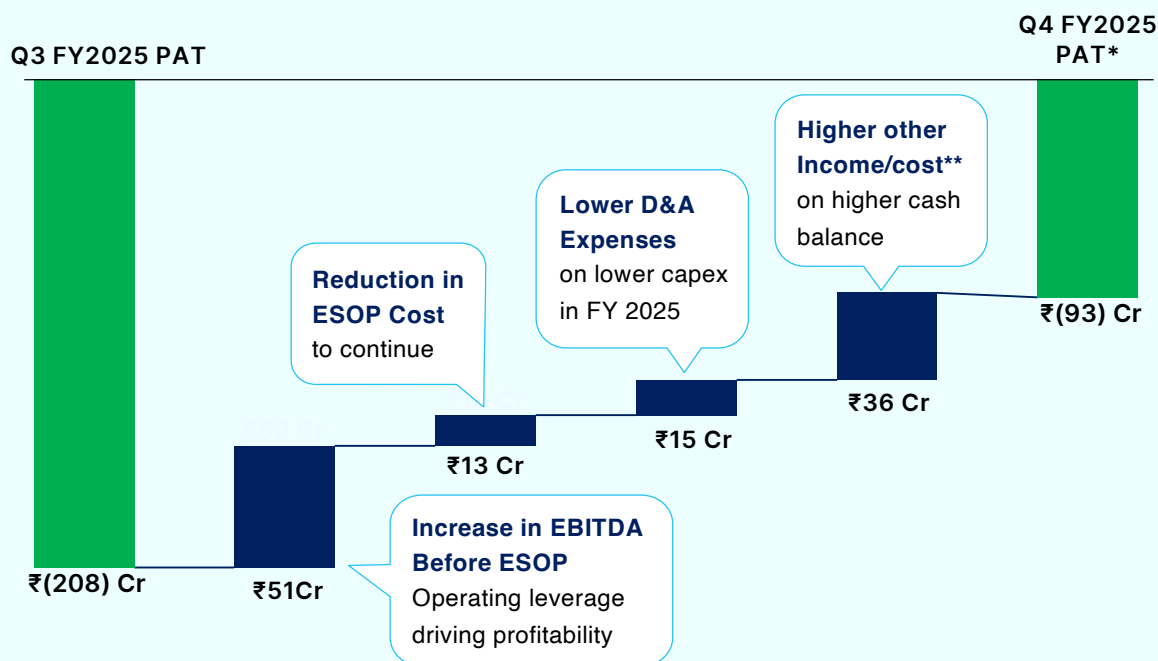 Q3 FY2025 PAT
Q4 FY2025
PAT*
Higher other
Income/cost**
on higher cash
balance
Lower D&A
Expenses
on lower capex
in FY 2025
Reduction in
ESOP Cost
to continue
₹(93) Cr
₹36 Cr
₹15 Cr
₹13 Cr
Increase in EBITDA
Before ESOP
Operating leverage
driving profitability
₹(208) Cr
₹51Cr